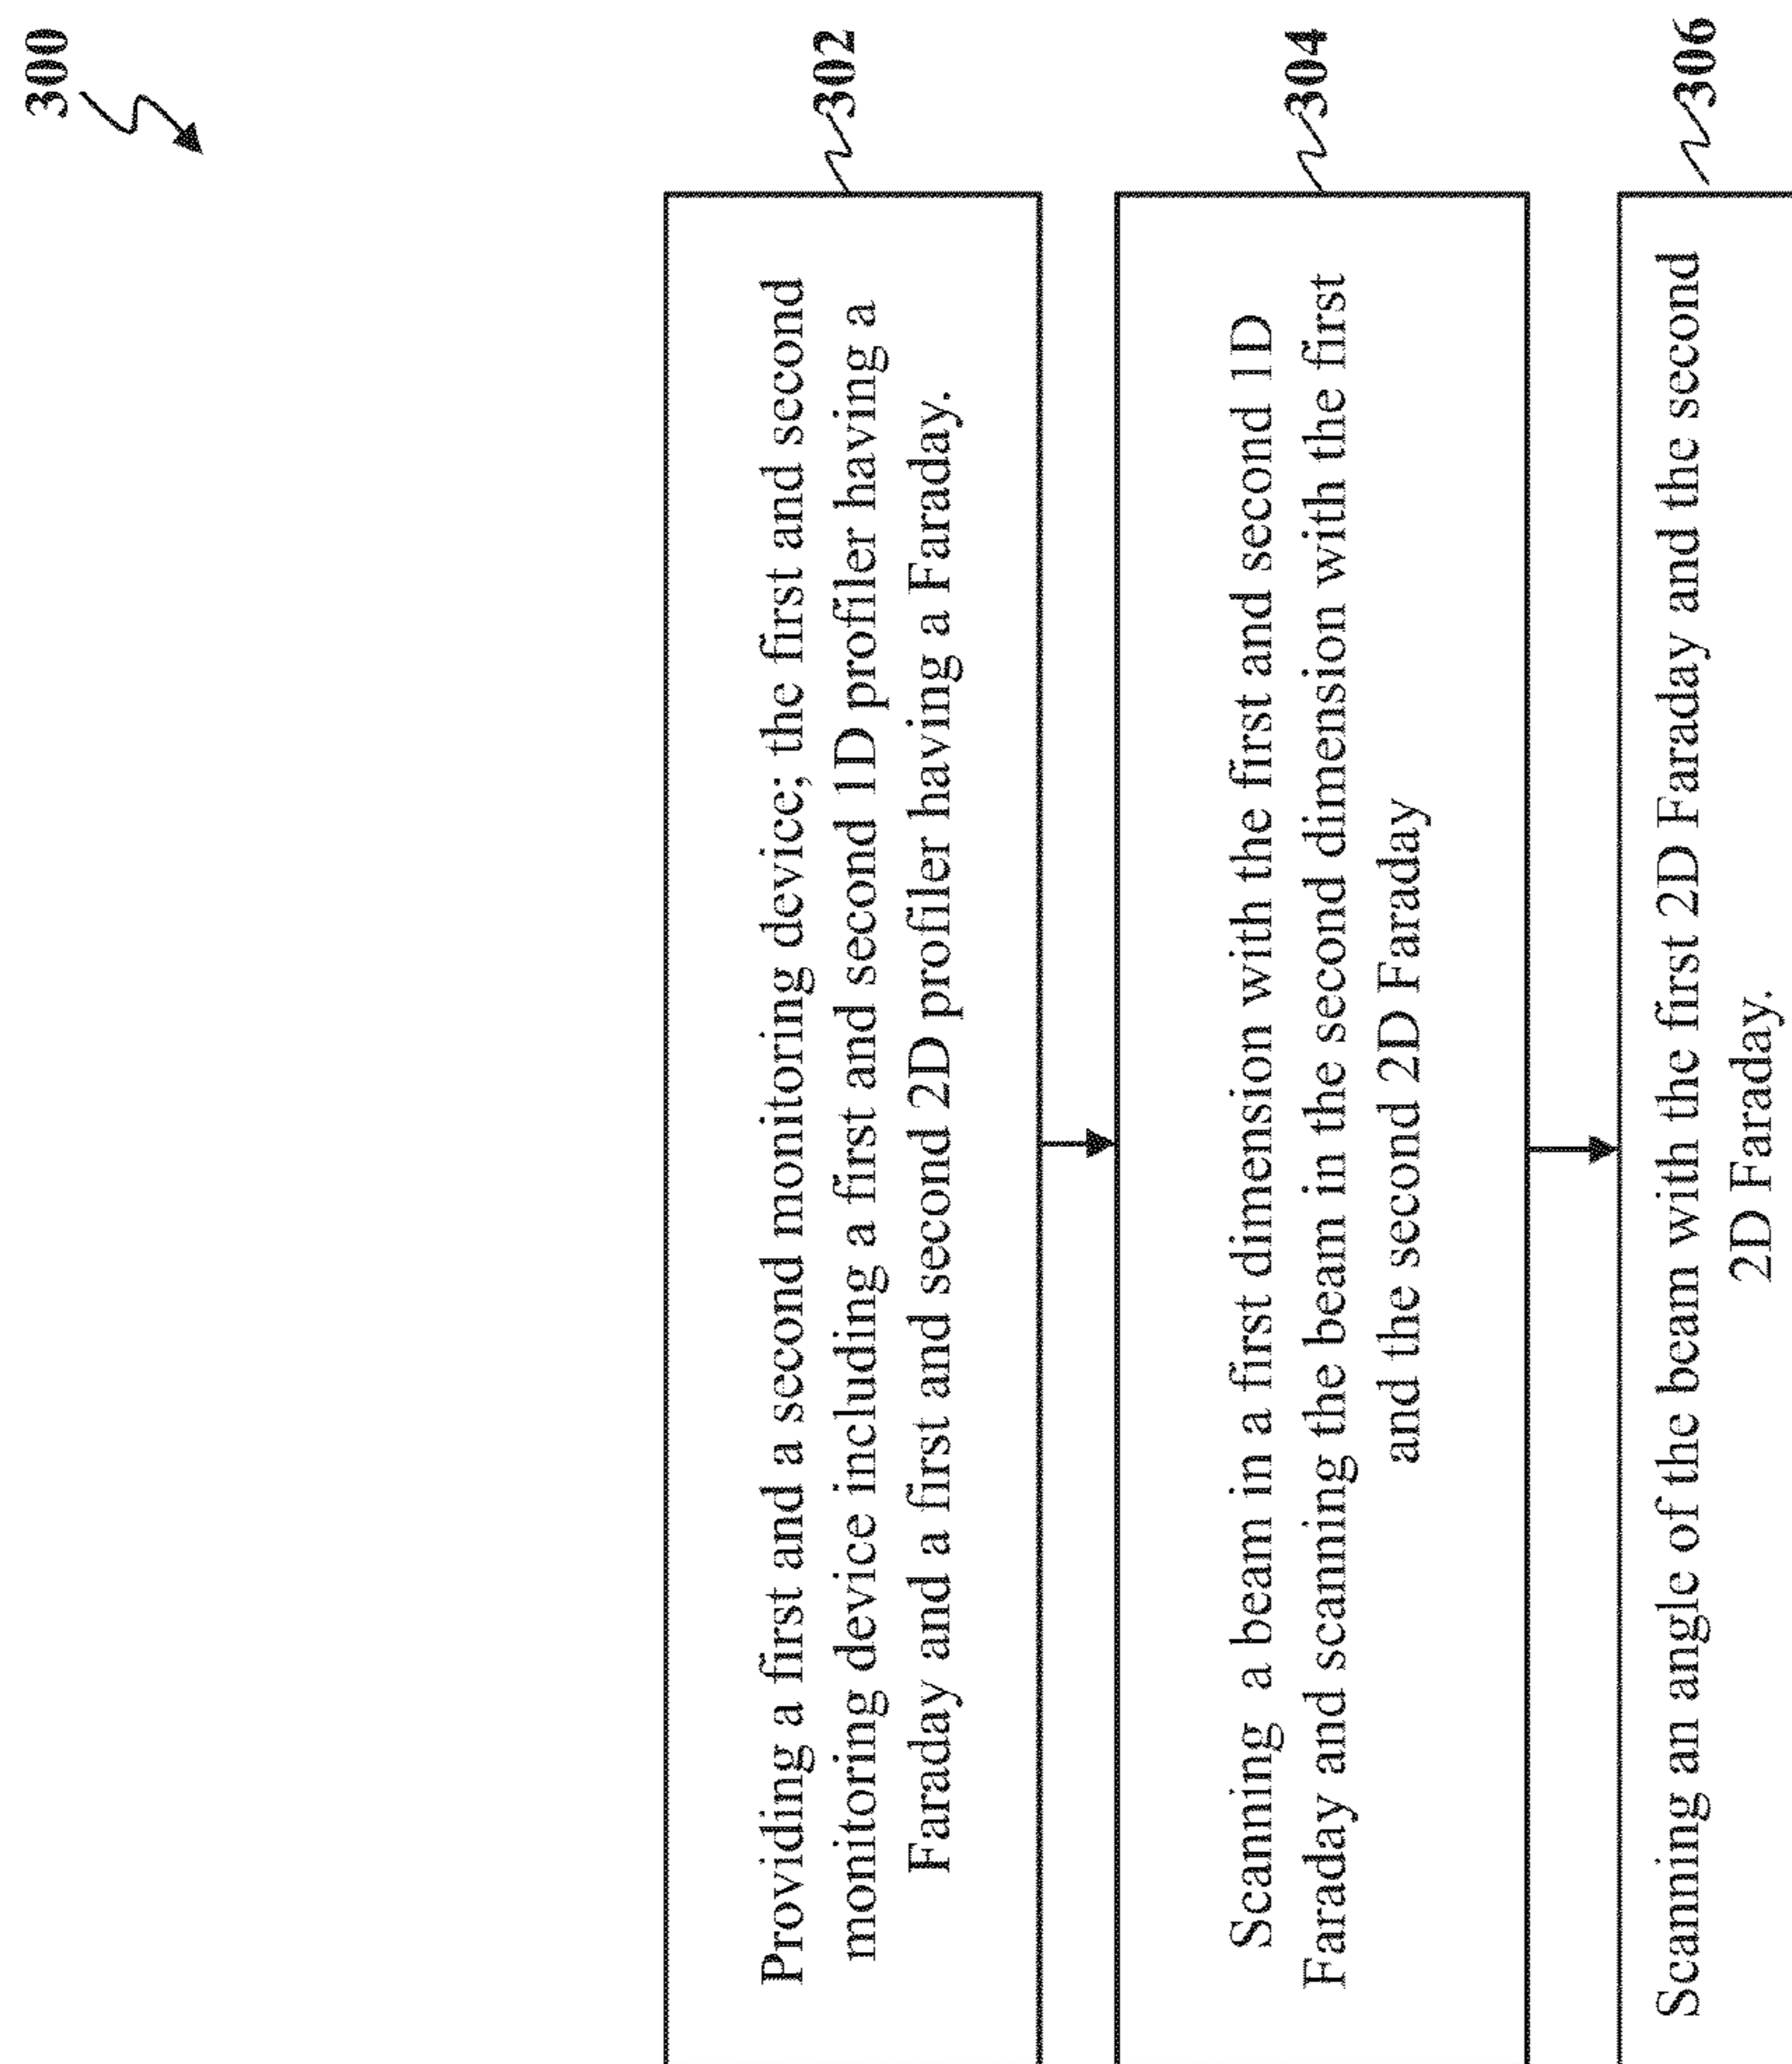 300
302
Providing a first and a second monitoring device; the first and second
monitoring device including a first and second 1D profiler having a
Faraday and a first and second 2D profiler having a Faraday.
304
Scanning a beam in a first dimension with the first and second 1D
Faraday and scanning the beam in the second dimension with the first
and the second 2D Faraday
306
Scanning an angle of the beam with the first 2D Faraday and the second
2D Faraday.